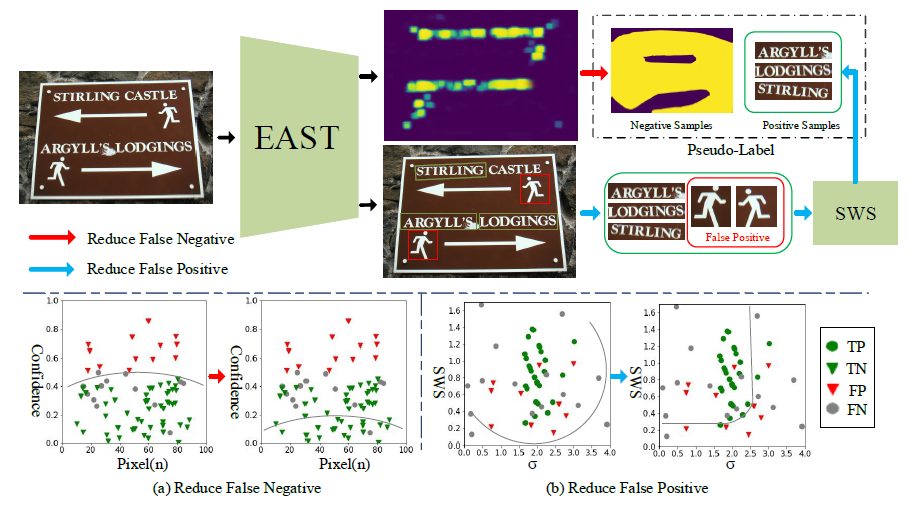 STIRLING CASTLE
ARGYLL'S LODGINGS
EAST
STIRLING CASTLE
ARGYLL'S LODGINGS
Negative Samples
ARGYLL'S
LODGINGS
STIRLING
Positive Samples
Pseudo-Label
ARGYLL'S
LODGINGS
STIRLING
False Positive
SWS
Reduce False Negative
Reduce False Positive
Confidence
1.0
0.8
0.6
0.4
0.2
0.0
0 20 40 60 80 100
Pixel(n)
Confidence
1.0
0.8
0.6
0.4
0.2
0.0
0 20 40 60 80 100
Pixel(n)
(a) Reduce False Negative
SWS
1.6
1.4
1.2
1.0
0.8
0.6
0.4
0.2
0.0
0.0 0.5 1.0 1.5 2.0 2.5 3.0 3.5 4.0
σ
SWS
1.6
1.4
1.2
1.0
0.8
0.6
0.4
0.2
0.0
0.0 0.5 1.0 1.5 2.0 2.5 3.0 3.5 4.0
σ
(b) Reduce False Positive
TP
TN
FP
FN